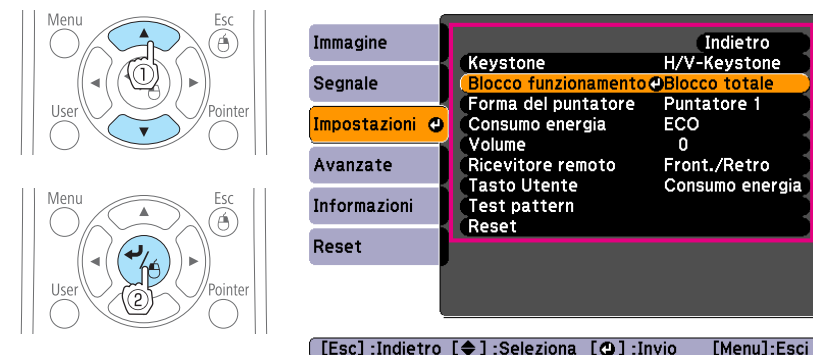 Menu
Esc
①
User
Pointer
Menu
Esc
User
Pointer
②
Immagine
Segnale
Impostazioni
Avanzate
Informazioni
Reset
Indietro
Keystone H/V-Keystone
Blocco funzionamento Blocco totale
Forma del puntatore Puntatore 1
Consumo energia ECO
Volume 0
Ricevitore remoto Front./Retro
Tasto Utente Consumo energia
Test pattern
Reset
[Esc] :Indietro [◆] :Seleziona [⏎] :Invio [Menu]:Esci